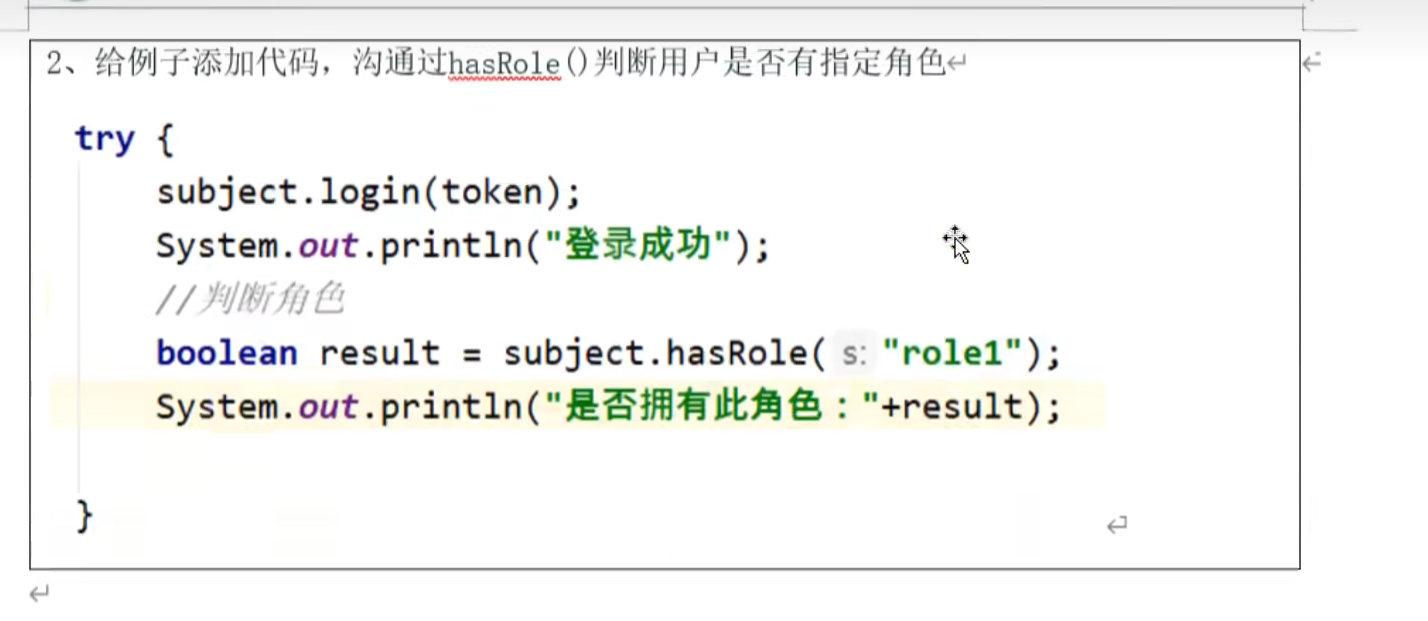 2、给例子添加代码，沟通过hasRole()判断用户是否有指定角色↵
try {
subject.login(token);
System.out.println("登录成功");
//判断角色
boolean result = subject.hasRole( s: "role1");
System.out.println("是否拥有此角色："+result);
}